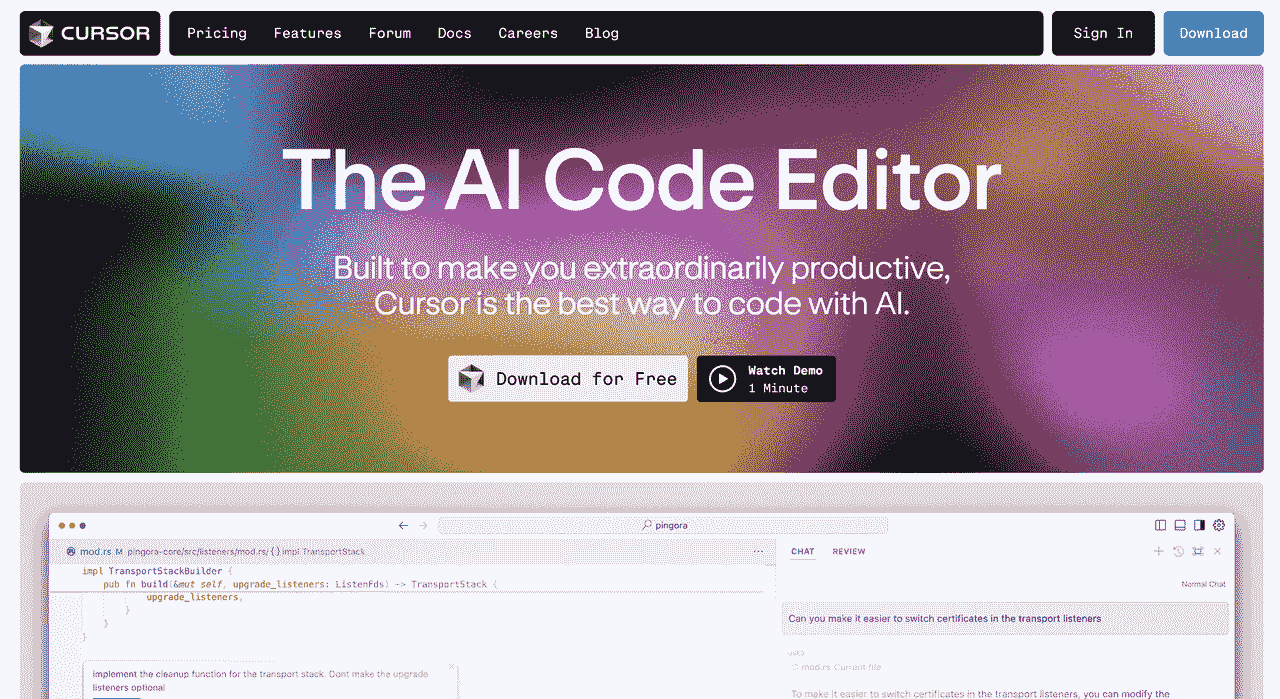 CURSOR
Pricing Features Forum Docs Careers Blog
Sign In
Download
The AI Code Editor
Built to make you extraordinarily productive,
Cursor is the best way to code with AI.
Download for Free
Watch Demo
1 Minute
pingora
mod.rs M pingora-core/src/listeners/mod.rs/{} impl TransportStack
...
impl TransportStackBuilder {
pub fn build(&mut self, upgrade_listeners: ListenFds) -> TransportStack {
upgrade_listeners,
}
}
}
implement the cleanup function for the transport stack. Dont make the upgrade
listeners optional
CHAT REVIEW
Normal Chat
Can you make it easier to switch certificates in the transport listeners
USED
mod.rs Current file
To make it easier to switch certificates in the transport listeners, you can modify the